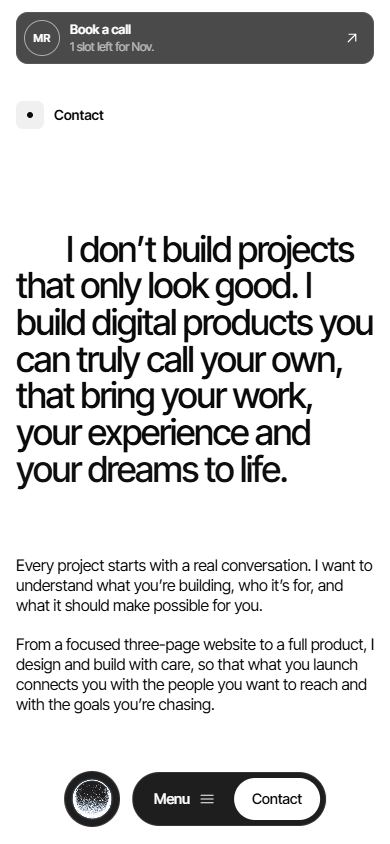 MR
Book a call
1 slot left for Nov.
Contact
I don’t build projects
that only look good. I
build digital products you
can truly call your own,
that bring your work,
your experience and
your dreams to life.
Every project starts with a real conversation. I want to
understand what you’re building, who it’s for, and
what it should make possible for you.
From a focused three-page website to a full product, I
design and build with care, so that what you launch
connects you with the people you want to reach and
with the goals you’re chasing.
Menu
Contact